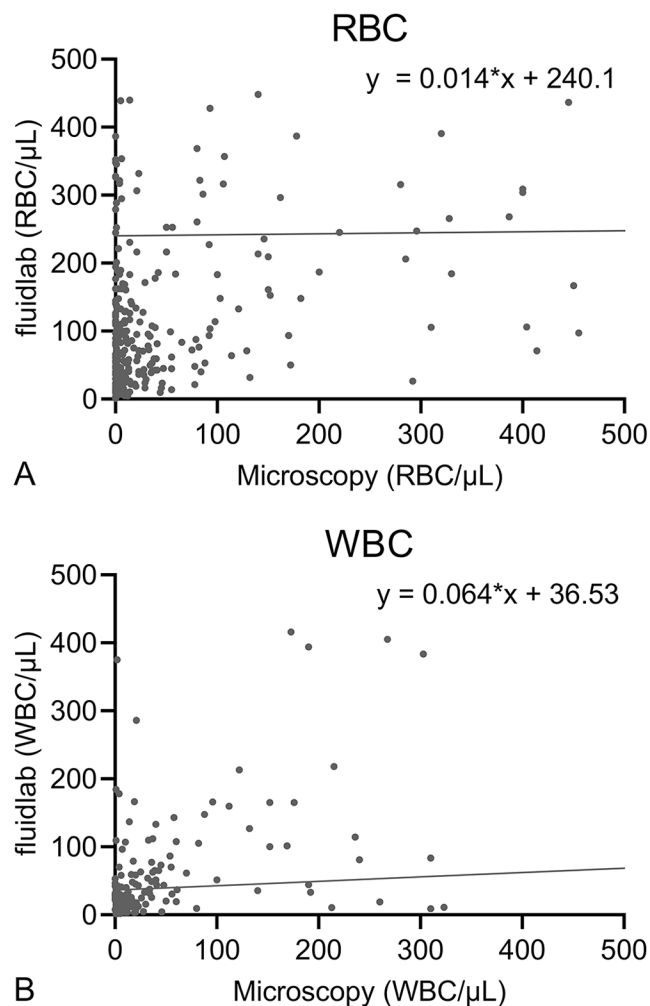 RBC
y = 0.014*x + 240.1
500
400
300
200
100
0
fluidlab (RBC/µL)
0 100 200 300 400 500
Microscopy (RBC/µL)
A
WBC
y = 0.064*x + 36.53
500
400
300
200
100
0
fluidlab (WBC/µL)
0 100 200 300 400 500
Microscopy (WBC/µL)
B